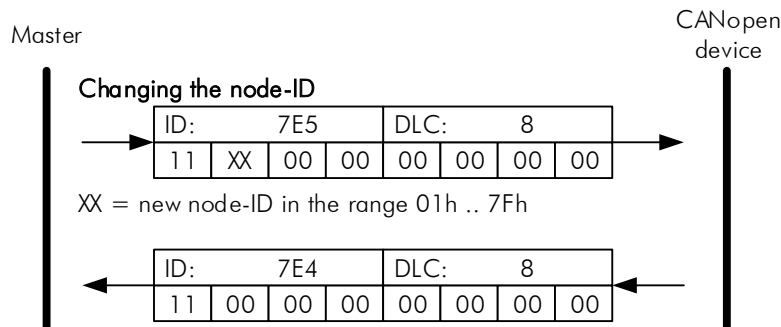 Master
CANopen
device
Changing the node-ID
ID: 7E5 DLC: 8
11 XX 00 00 00 00 00 00
XX = new node-ID in the range 01h .. 7Fh
ID: 7E4 DLC: 8
11 00 00 00 00 00 00 00